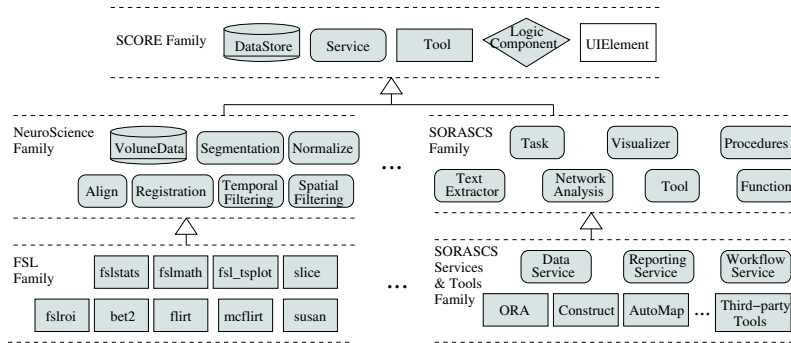 SCORE Family
DataStore
Service
Tool
Logic
Component
UIElement
NeuroScience
Family
VoluneData
Segmentation
Normalize
Align
Registration
Temporal
Filtering
Spatial
Filtering
...
SORASCS
Family
Task
Visualizer
Procedures
Text
Extractor
Network
Analysis
Tool
Function
FSL
Family
fslstats
fslmath
fsl_tsplot
slice
fslroi
bet2
flirt
mcflirt
susan
...
SORASCS
Services
& Tools
Family
Data
Service
Reporting
Service
Workflow
Service
ORA
Construct
AutoMap
...
Third-party
Tools